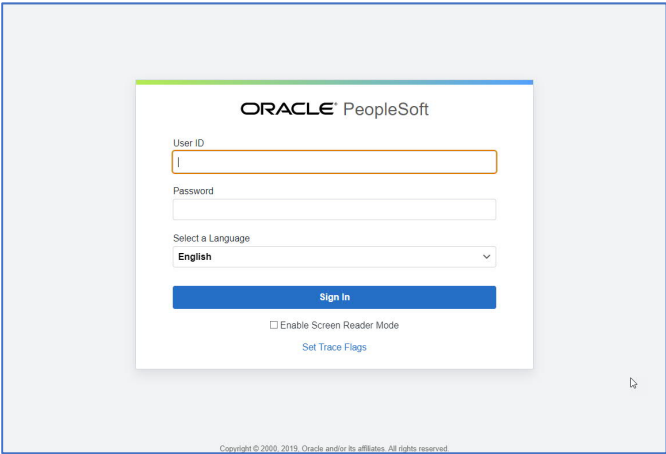 ORACLE® PeopleSoft
User ID
Password
Select a Language
English
Sign In
Enable Screen Reader Mode
Set Trace Flags
Copyright © 2000, 2019, Oracle and/or its affiliates. All rights reserved.